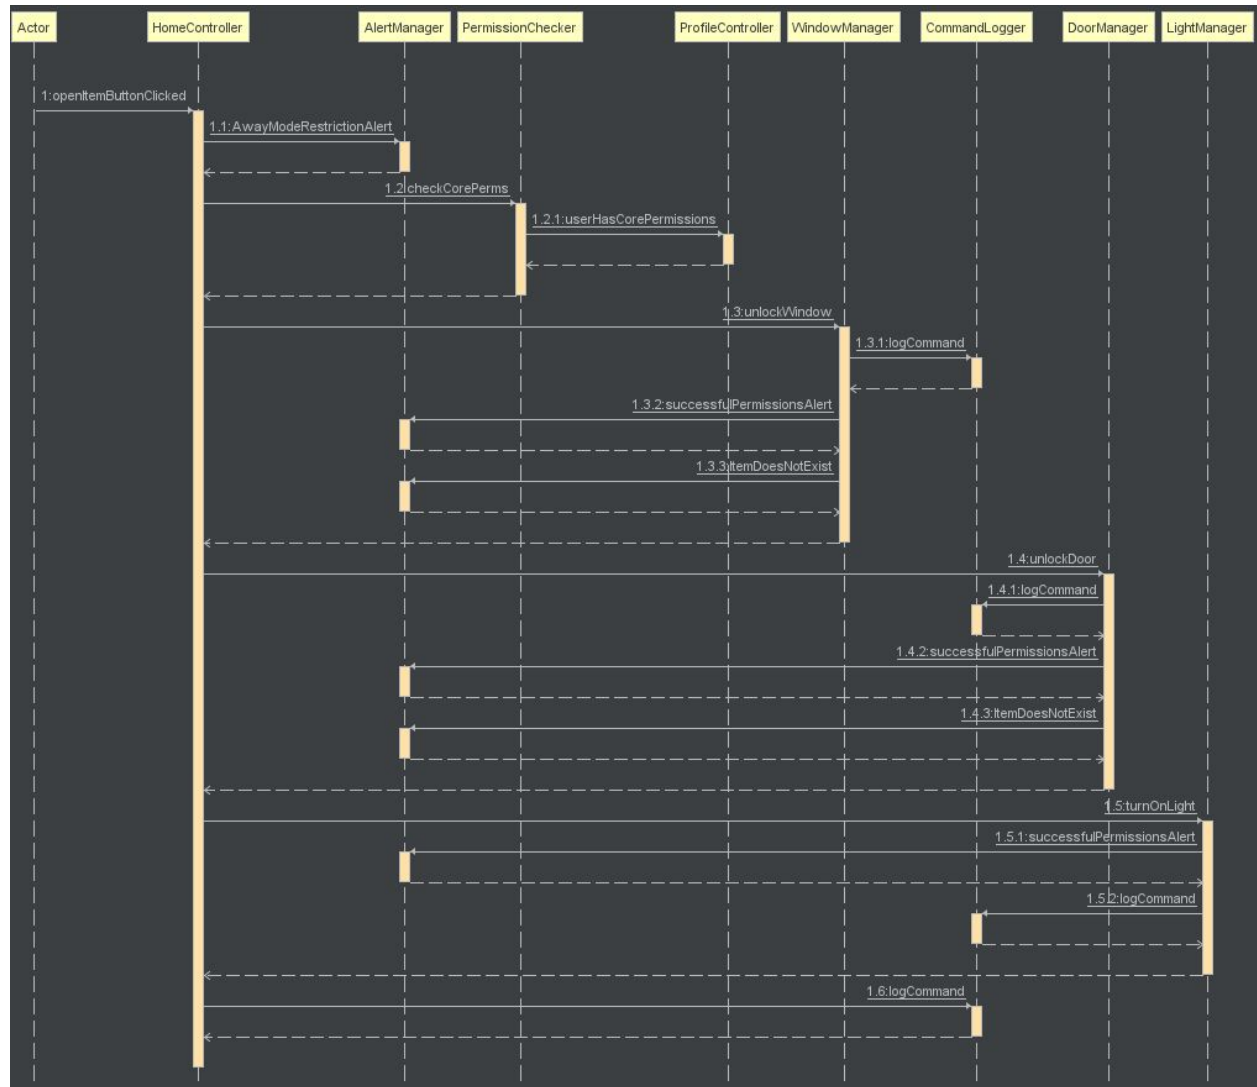 Actor
HomeController
AlertManager
PermissionChecker
ProfileController
WindowManager
CommandLogger
DoorManager
LightManager
1:openItemButtonClicked
1.1:AwayModeRestrictionAlert
1.2:checkCorePerms
1.2.1:userHasCorePermissions
1.3:unlockWindow
1.3.1:logCommand
1.3.2:successfulPermissionsAlert
1.3.3:ItemDoesNotExist
1.4:unlockDoor
1.4.1:logCommand
1.4.2:successfulPermissionsAlert
1.4.3:ItemDoesNotExist
1.5:turnOnLight
1.5.1:successfulPermissionsAlert
1.5.2:logCommand
1.6:logCommand